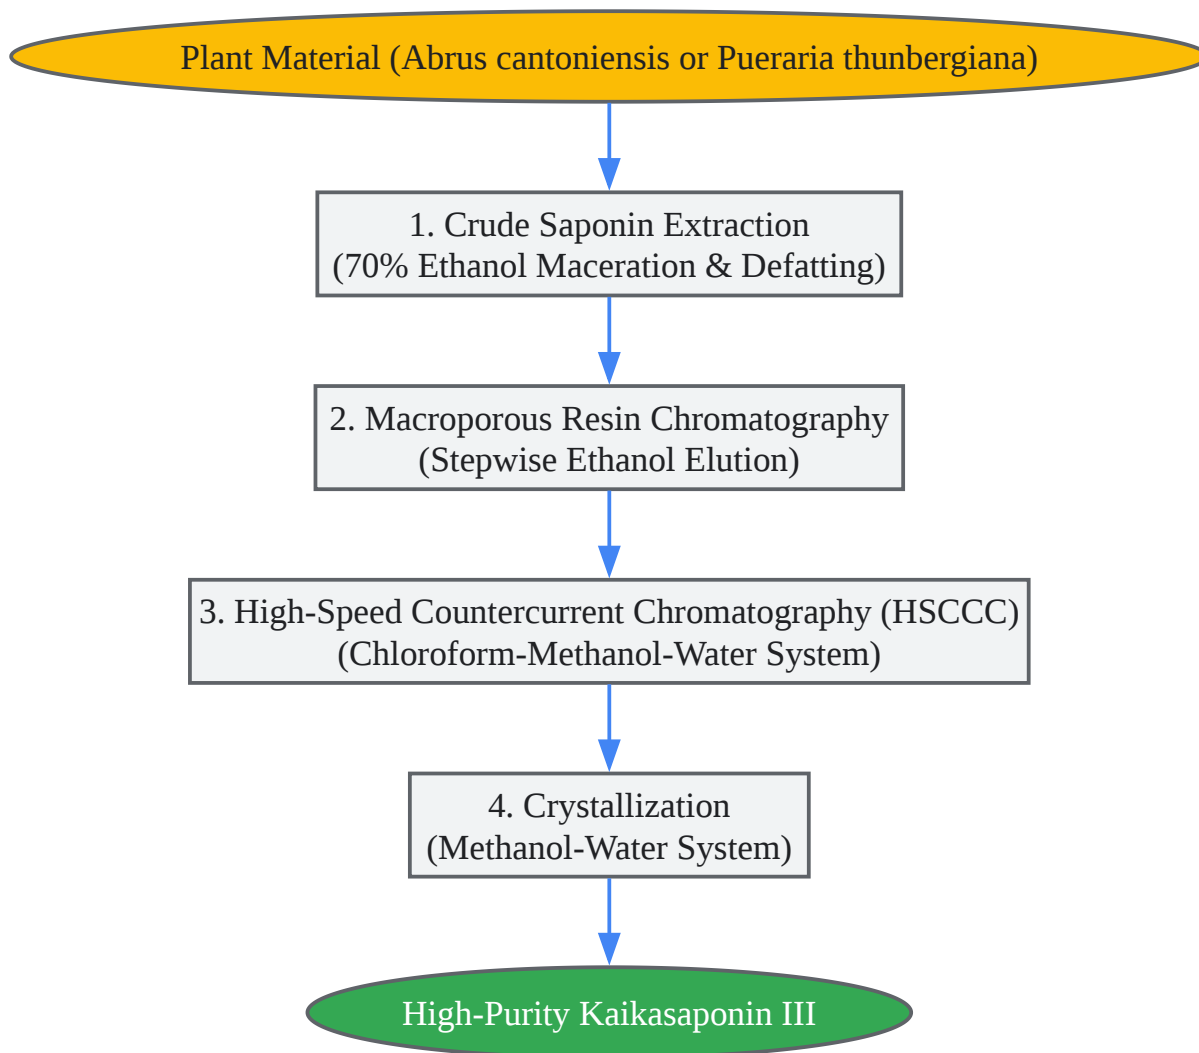 Plant Material (Abrus cantoniensis or Pueraria thunbergiana)
1. Crude Saponin Extraction
(70% Ethanol Maceration & Defatting)
2. Macroporous Resin Chromatography
(Stepwise Ethanol Elution)
3. High-Speed Countercurrent Chromatography (HSCCC)
(Chloroform-Methanol-Water System)
4. Crystallization
(Methanol-Water System)
High-Purity Kaikasaponin III